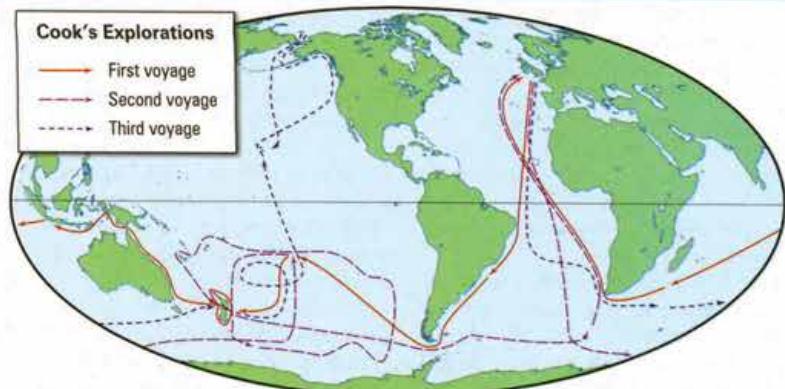 Cook's Explorations
First voyage
Second voyage
Third voyage